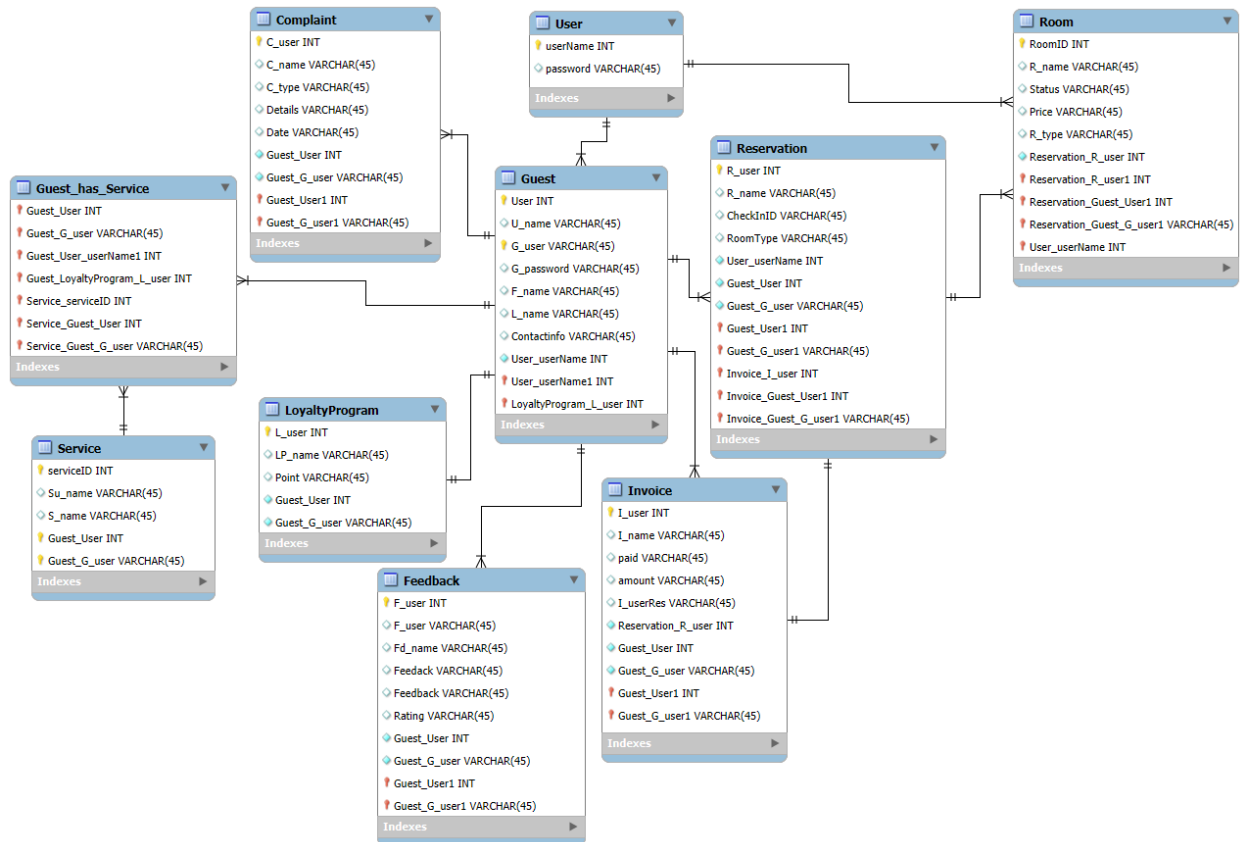 Complaint
C_user INT
C_name VARCHAR(45)
C_type VARCHAR(45)
Details VARCHAR(45)
Date VARCHAR(45)
Guest_User INT
Guest_G_user VARCHAR(45)
Guest_User1 INT
Guest_G_user1 VARCHAR(45)
Indexes
User
userName INT
password VARCHAR(45)
Indexes
Room
RoomID INT
R_name VARCHAR(45)
Status VARCHAR(45)
Price VARCHAR(45)
R_type VARCHAR(45)
Reservation_R_user INT
Reservation_R_user1 INT
Reservation_Guest_User1 INT
Reservation_Guest_G_user1 VARCHAR(45)
User_userName INT
Indexes
Guest_has_Service
Guest_User INT
Guest_G_user VARCHAR(45)
Guest_User_userName1 INT
Guest_LoyaltyProgram_L_user INT
Service_serviceID INT
Service_Guest_User INT
Service_Guest_G_user VARCHAR(45)
Indexes
Guest
User INT
U_name VARCHAR(45)
G_user VARCHAR(45)
G_password VARCHAR(45)
F_name VARCHAR(45)
L_name VARCHAR(45)
Contactinfo VARCHAR(45)
User_userName INT
User_userName1 INT
LoyaltyProgram_L_user INT
Indexes
Reservation
R_user INT
R_name VARCHAR(45)
CheckInID VARCHAR(45)
RoomType VARCHAR(45)
User_userName INT
Guest_User INT
Guest_G_user VARCHAR(45)
Guest_User1 INT
Guest_G_user1 VARCHAR(45)
Invoice_I_user INT
Invoice_Guest_User1 INT
Invoice_Guest_G_user1 VARCHAR(45)
Indexes
LoyaltyProgram
L_user INT
LP_name VARCHAR(45)
Point VARCHAR(45)
Guest_User INT
Guest_G_user VARCHAR(45)
Indexes
Service
serviceID INT
Su_name VARCHAR(45)
S_name VARCHAR(45)
Guest_User INT
Guest_G_user VARCHAR(45)
Indexes
Invoice
I_user INT
I_name VARCHAR(45)
paid VARCHAR(45)
amount VARCHAR(45)
I_userRes VARCHAR(45)
Reservation_R_user INT
Guest_User INT
Guest_G_user VARCHAR(45)
Guest_User1 INT
Guest_G_user1 VARCHAR(45)
Indexes
Feedback
F_user INT
F_user VARCHAR(45)
Fd_name VARCHAR(45)
Feedack VARCHAR(45)
Feedback VARCHAR(45)
Rating VARCHAR(45)
Guest_User INT
Guest_G_user VARCHAR(45)
Guest_User1 INT
Guest_G_user1 VARCHAR(45)
Indexes